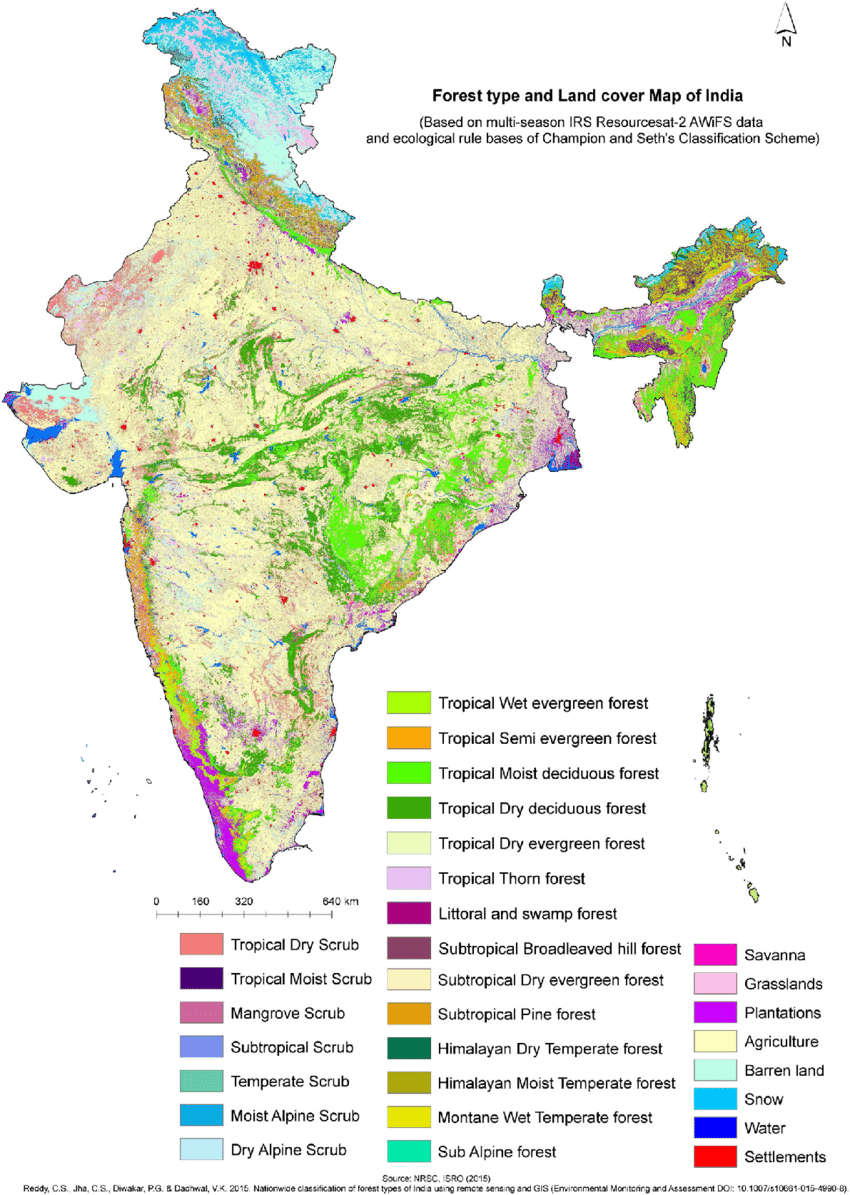 N
Forest type and Land cover Map of India
(Based on multi-season IRS Resourcesat-2 AWiFS data
and ecological rule bases of Champion and Seth's Classification Scheme)
0 160 320 640 km
Tropical Wet evergreen forest
Tropical Semi evergreen forest
Tropical Moist deciduous forest
Tropical Dry deciduous forest
Tropical Dry evergreen forest
Tropical Thorn forest
Littoral and swamp forest
Subtropical Broadleaved hill forest
Subtropical Dry evergreen forest
Subtropical Pine forest
Himalayan Dry Temperate forest
Himalayan Moist Temperate forest
Montane Wet Temperate forest
Sub Alpine forest
Tropical Dry Scrub
Tropical Moist Scrub
Mangrove Scrub
Subtropical Scrub
Temperate Scrub
Moist Alpine Scrub
Dry Alpine Scrub
Savanna
Grasslands
Plantations
Agriculture
Barren land
Snow
Water
Settlements
Source: NRSC, ISRO (2015)
Reddy, C.S., Jha, C.S., Diwakar, P.G. & Dadhwal, V.K. 2015. Nationwide classification of forest types of India using remote sensing and GIS (Environmental Monitoring and Assessment DOI: 10.1007/s10661-015-4990-8).